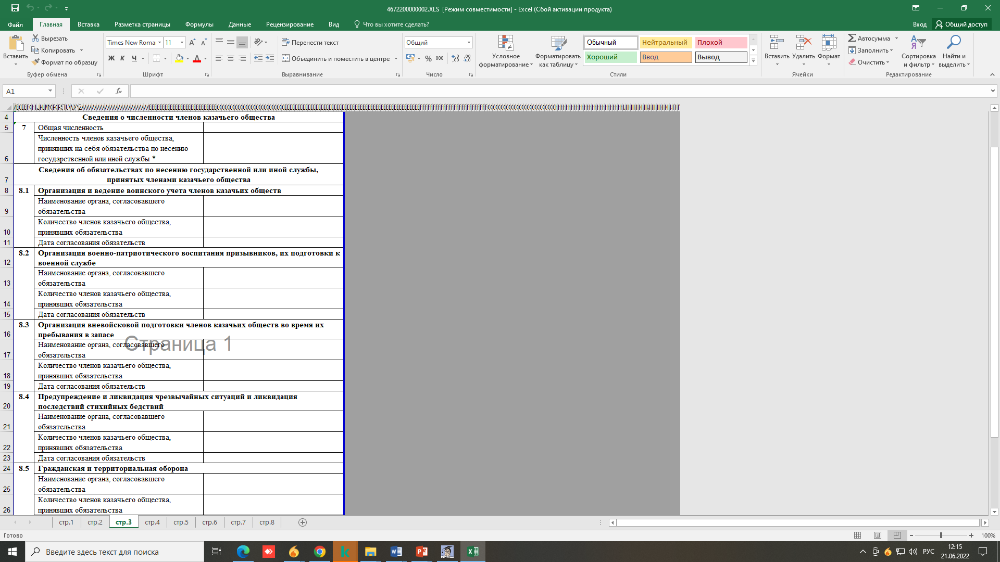 4672200000002.XLS  [Режим совместимости] - Excel (Сбой активации продукта)
Файл Главная Вставка Разметка страницы Формулы Данные Рецензирование Вид Что вы хотите сделать? Вход Общий доступ
Вставить
Вырезать
Копировать
Формат по образцу
Буфер обмена
Times New Roma 11
Ж К Ч
Шрифт
Перенести текст
Объединить и поместить в центре
Выравнивание
Общий
% 000
Число
Условное форматирование
Форматировать как таблицу
Обычный Нейтральный Плохой
Хороший Ввод Вывод
Стили
Вставить Удалить Формат
Ячейки
Автосумма
Заполнить
Очистить
Сортировка и фильтр
Найти и выделить
Редактирование
A1
fx
4 Сведения о численности членов казачьего общества
5 7 Общая численность
Численность членов казачьего общества,
принявших на себя обязательства по несению
6 государственной или иной службы *
Сведения об обязательствах по несению государственной или иной службы,
7 принятых членами казачьего общества
8 8.1 Организация и ведение воинского учета членов казачьих обществ
Наименование органа, согласовавшего
9 обязательства
Количество членов казачьего общества,
10 принявших обязательства
11 Дата согласования обязательств
8.2 Организация военно-патриотического воспитания призывников, их подготовки к
12 военной службе
Наименование органа, согласовавшего
13 обязательства
Количество членов казачьего общества,
14 принявших обязательства
15 Дата согласования обязательств
8.3 Организация вневойсковой подготовки членов казачьих обществ во время их
16 пребывания в запасе
Страница 1
Наименование органа, согласовавшего
17 обязательства
Количество членов казачьего общества,
18 принявших обязательства
19 Дата согласования обязательств
8.4 Предупреждение и ликвидация чрезвычайных ситуаций и ликвидация
20 последствий стихийных бедствий
Наименование органа, согласовавшего
21 обязательства
Количество членов казачьего общества,
22 принявших обязательства
23 Дата согласования обязательств
24 8.5 Гражданская и территориальная оборона
Наименование органа, согласовавшего
25 обязательства
Количество членов казачьего общества,
26 принявших обязательства
стр.1 стр.2 стр.3 стр.4 стр.5 стр.6 стр.7 стр.8
Готово 100%
Введите здесь текст для поиска
РУС 12:15
21.06.2022